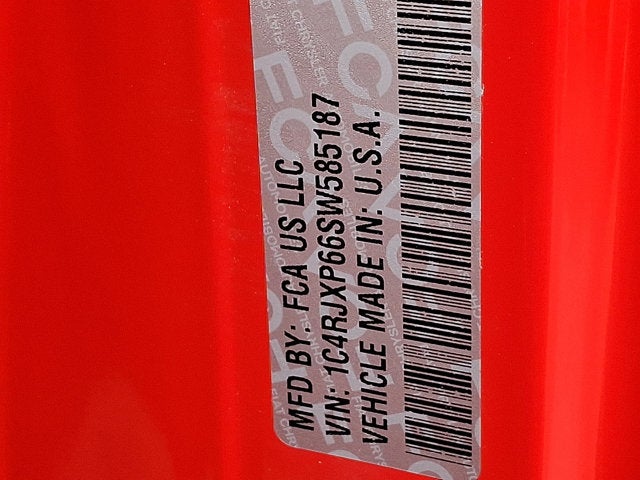 MFD BY: FCA US LLC
VIN: 1C4RJXP66SW585187
VEHICLE MADE IN: U.S.A.